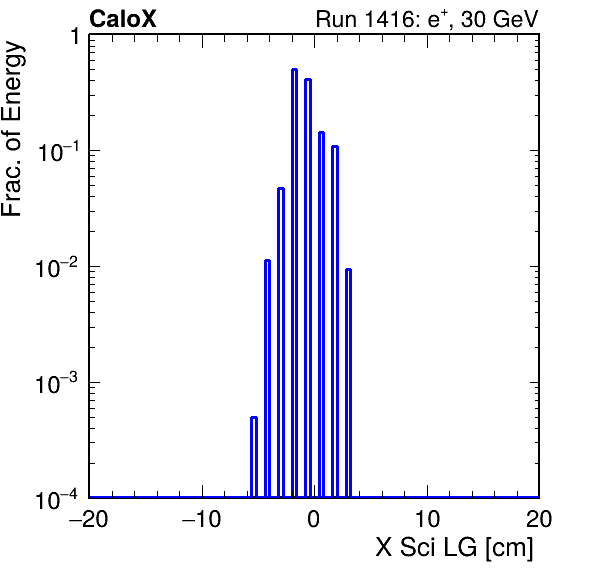 CaloX Run 1416: e⁺, 30 GeV
Frac. of Energy
1
10⁻¹
10⁻²
10⁻³
10⁻⁴
−20 −10 0 10 20
X Sci LG [cm]